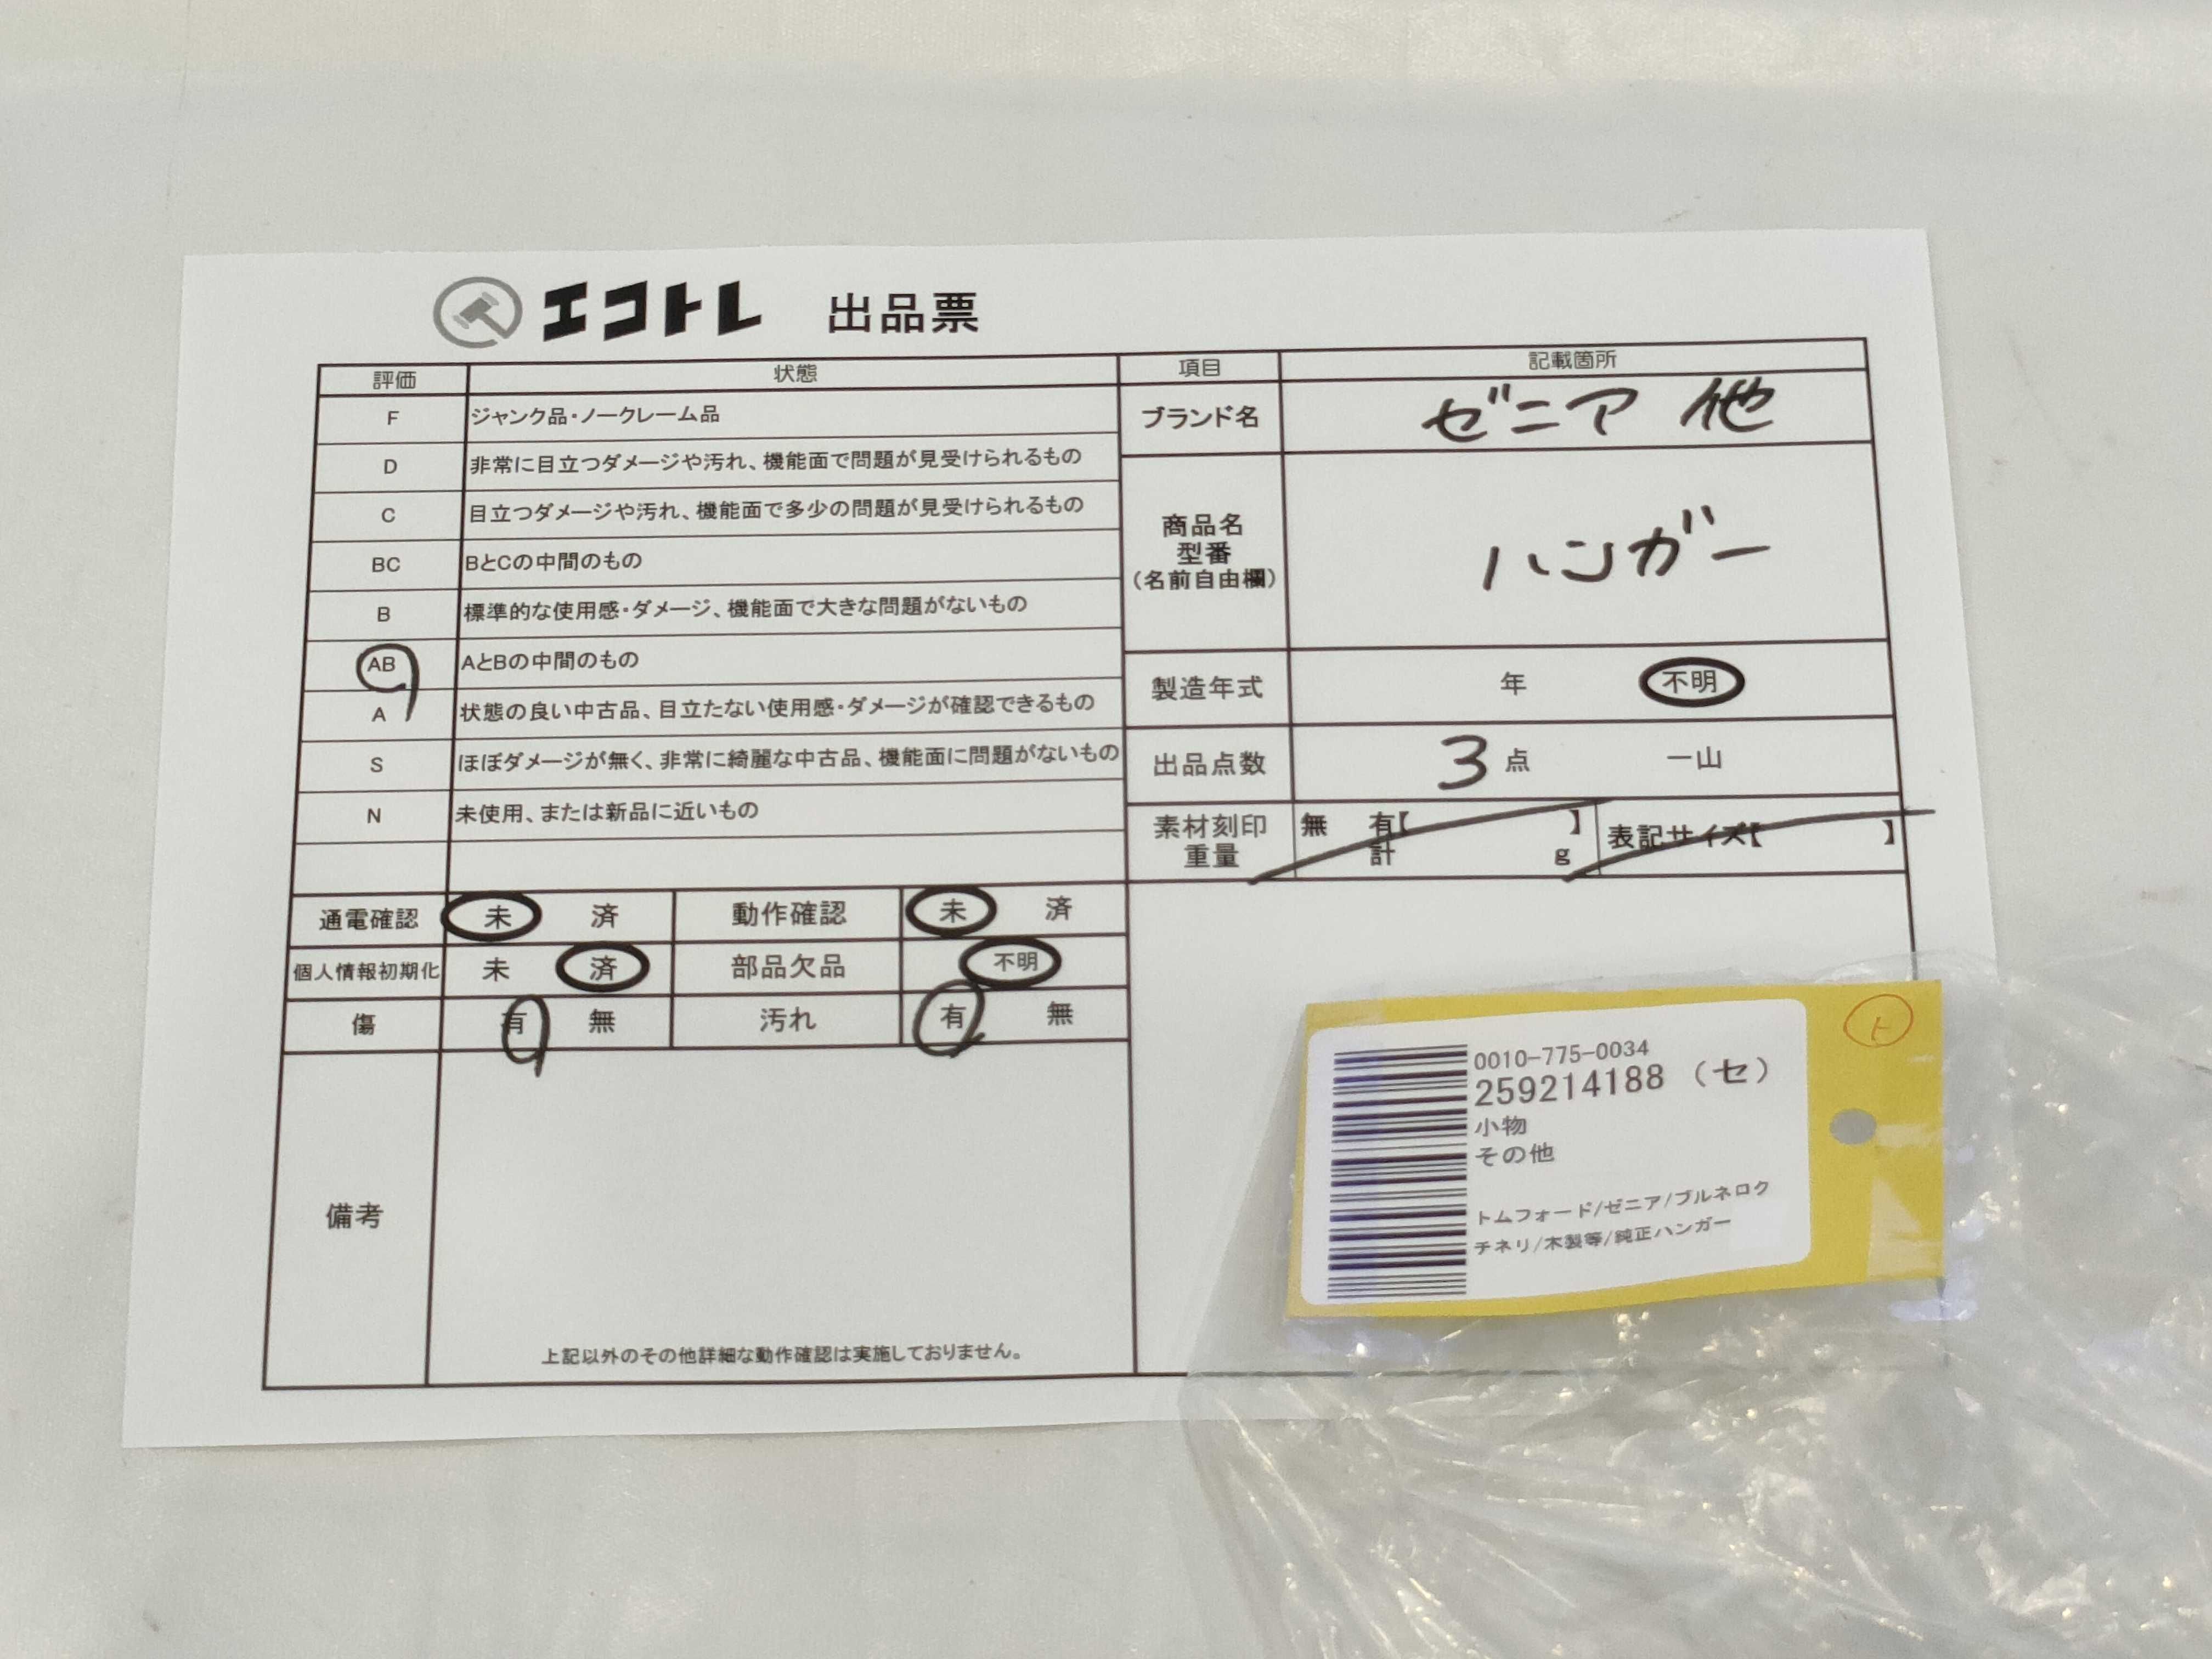 エコトレ 出品票
評価 状態 項目 記載箇所
F ジャンク品・ノークレーム品
D 非常に目立つダメージや汚れ、機能面で問題が見受けられるもの
C 目立つダメージや汚れ、機能面で多少の問題が見受けられるもの
BC BとCの中間のもの
B 標準的な使用感・ダメージ、機能面で大きな問題がないもの
AB AとBの中間のもの
A 状態の良い中古品、目立たない使用感・ダメージが確認できるもの
S ほぼダメージが無く、非常に綺麗な中古品、機能面に問題がないもの
N 未使用、または新品に近いもの
ブランド名 ゼニア 他
商品名
型番
(名前自由欄)
ハンガー
製造年式 年 不明
出品点数 3 点 一山
素材刻印 無 有【 】 表記サイズ【 】
重量 計 g
通電確認 未 済 動作確認 未 済
個人情報初期化 未 済 部品欠品 不明
傷 有 無 汚れ 有 無
備考
上記以外のその他詳細な動作確認は実施しておりません。
ト
0010-775-0034
259214188 (セ)
小物
その他
トムフォード/ゼニア/ブルネロク
チネリ/木製等/純正ハンガー